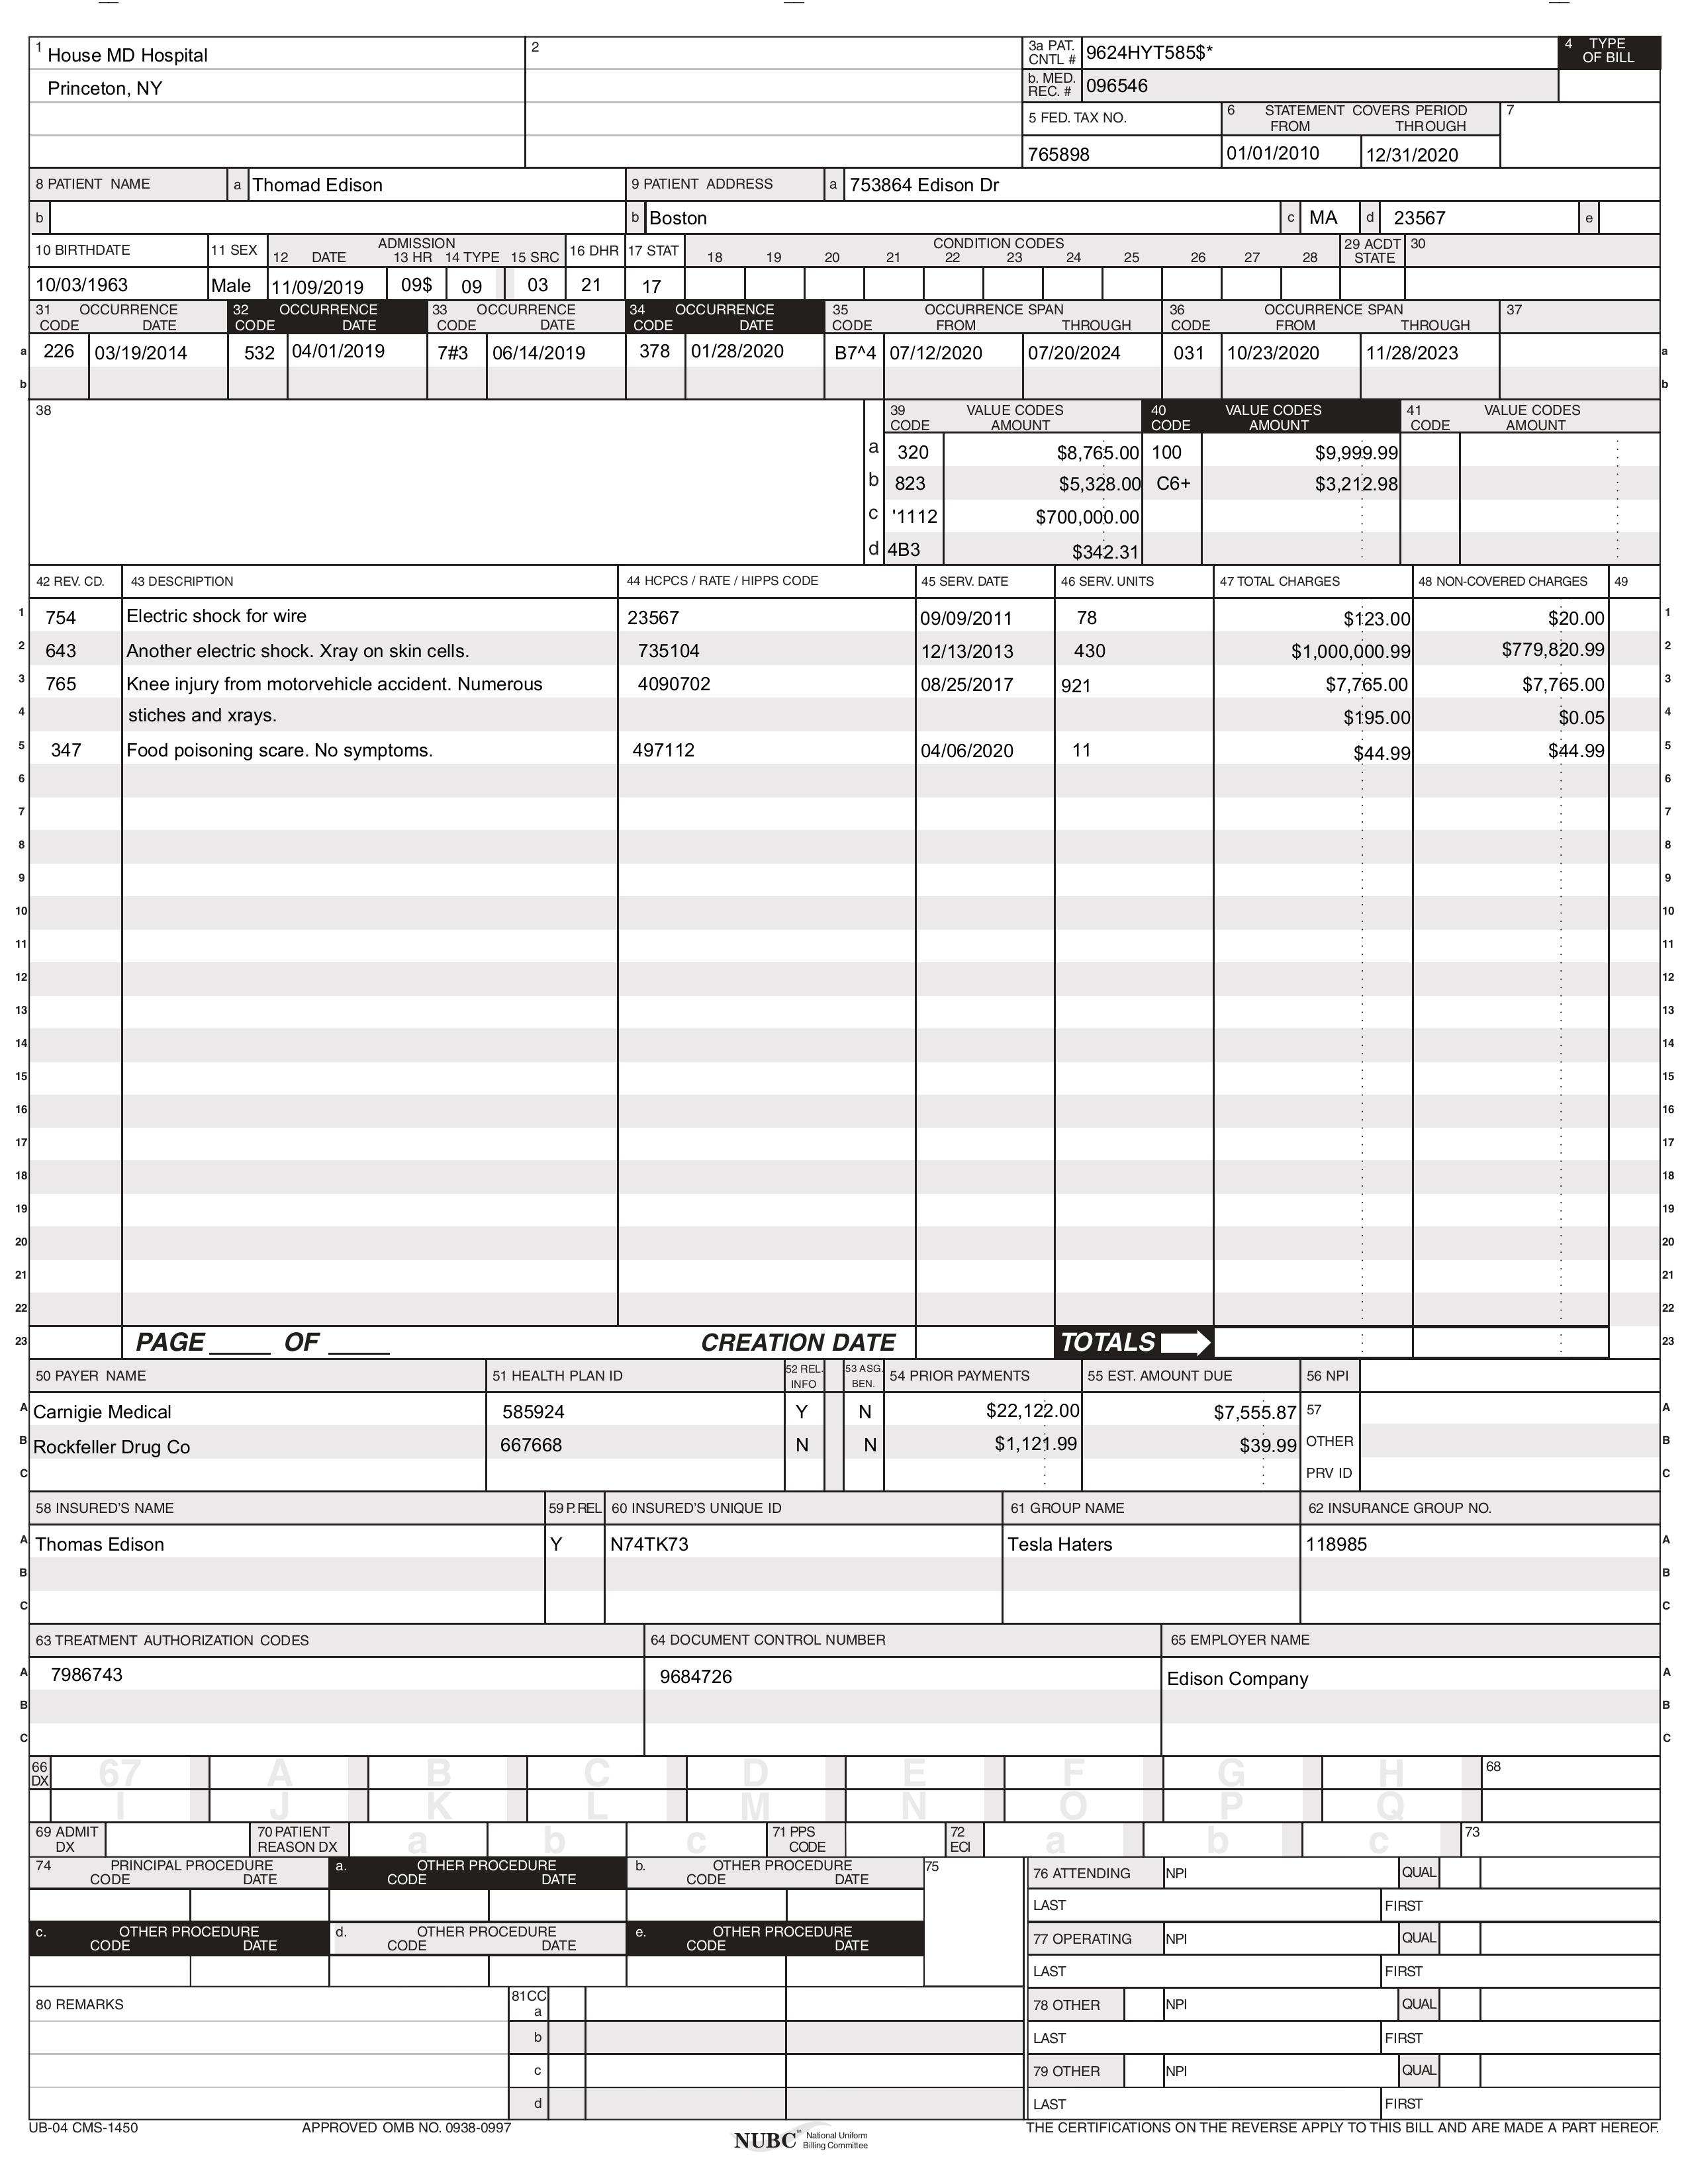 1 House MD Hospital 2 3a PAT. CNTL # 9624HYT585$* 4 TYPE OF BILL
Princeton, NY b. MED. REC. # 096546
5 FED. TAX NO. 6 STATEMENT COVERS PERIOD FROM THROUGH 7
765898 01/01/2010 12/31/2020
8 PATIENT NAME a Thomad Edison 9 PATIENT ADDRESS a 753864 Edison Dr
b b Boston c MA d 23567 e
10 BIRTHDATE 11 SEX ADMISSION 12 DATE 13 HR 14 TYPE 15 SRC 16 DHR 17 STAT CONDITION CODES 18 19 20 21 22 23 24 25 26 27 28 29 ACDT STATE 30
10/03/1963 Male 11/09/2019 09$ 09 03 21 17
31 OCCURRENCE 32 OCCURRENCE 33 OCCURRENCE 34 OCCURRENCE 35 OCCURRENCE SPAN 36 OCCURRENCE SPAN 37
CODE DATE CODE DATE CODE DATE CODE DATE CODE FROM THROUGH CODE FROM THROUGH
a 226 03/19/2014 532 04/01/2019 7#3 06/14/2019 378 01/28/2020 B7^4 07/12/2020 07/20/2024 031 10/23/2020 11/28/2023 a
b b
38 39 VALUE CODES 40 VALUE CODES 41 VALUE CODES
CODE AMOUNT CODE AMOUNT CODE AMOUNT
a 320 $8,765.00 100 $9,999.99
b 823 $5,328.00 C6+ $3,212.98
c '1112 $700,000.00
d 4B3 $342.31
42 REV. CD. 43 DESCRIPTION 44 HCPCS / RATE / HIPPS CODE 45 SERV. DATE 46 SERV. UNITS 47 TOTAL CHARGES 48 NON-COVERED CHARGES 49
1 754 Electric shock for wire 23567 09/09/2011 78 $123.00 $20.00 1
2 643 Another electric shock. Xray on skin cells. 735104 12/13/2013 430 $1,000,000.99 $779,820.99 2
3 765 Knee injury from motorvehicle accident. Numerous 4090702 08/25/2017 921 $7,765.00 $7,765.00 3
4 stiches and xrays. $195.00 $0.05 4
5 347 Food poisoning scare. No symptoms. 497112 04/06/2020 11 $44.99 $44.99 5
6 6
7 7
8 8
9 9
10 10
11 11
12 12
13 13
14 14
15 15
16 16
17 17
18 18
19 19
20 20
21 21
22 22
23 PAGE ____ OF ____ CREATION DATE TOTALS 23
50 PAYER NAME 51 HEALTH PLAN ID 52 REL. INFO 53 ASG. BEN. 54 PRIOR PAYMENTS 55 EST. AMOUNT DUE 56 NPI
A Carnigie Medical 585924 Y N $22,122.00 $7,555.87 57 A
B Rockfeller Drug Co 667668 N N $1,121.99 $39.99 OTHER B
C PRV ID C
58 INSURED'S NAME 59 P. REL 60 INSURED'S UNIQUE ID 61 GROUP NAME 62 INSURANCE GROUP NO.
A Thomas Edison Y N74TK73 Tesla Haters 118985 A
B B
C C
63 TREATMENT AUTHORIZATION CODES 64 DOCUMENT CONTROL NUMBER 65 EMPLOYER NAME
A 7986743 9684726 Edison Company A
B B
C C
66 DX 67 A B C D E F G H 68
I J K L M N O P Q
69 ADMIT DX 70 PATIENT REASON DX a b c 71 PPS CODE 72 ECI a b c 73
74 PRINCIPAL PROCEDURE CODE DATE a. OTHER PROCEDURE CODE DATE b. OTHER PROCEDURE CODE DATE 75 76 ATTENDING NPI QUAL
LAST FIRST
c. OTHER PROCEDURE CODE DATE d. OTHER PROCEDURE CODE DATE e. OTHER PROCEDURE CODE DATE 77 OPERATING NPI QUAL
LAST FIRST
80 REMARKS 81CC a 78 OTHER NPI QUAL
b LAST FIRST
c 79 OTHER NPI QUAL
d LAST FIRST
UB-04 CMS-1450 APPROVED OMB NO. 0938-0997 NUBC™ National Uniform Billing Committee THE CERTIFICATIONS ON THE REVERSE APPLY TO THIS BILL AND ARE MADE A PART HEREOF.